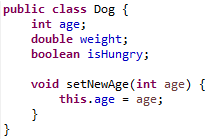 public class Dog {
    int age;
    double weight;
    boolean isHungry;

    void setNewAge(int age) {
        this.age = age;
    }
}